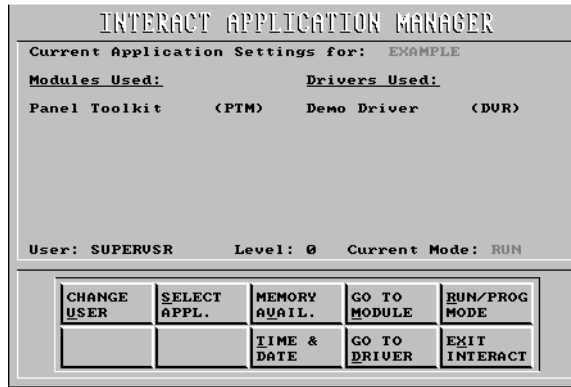 INTERACT APPLICATION MANAGER
Current Application Settings for: EXAMPLE
Modules Used: Drivers Used:
Panel Toolkit (PTM) Demo Driver (DVR)
User: SUPERVSR Level: 0 Current Mode: RUN
CHANGE USER
SELECT APPL.
MEMORY AVAIL.
GO TO MODULE
RUN/PROG MODE
TIME & DATE
GO TO DRIVER
EXIT INTERACT